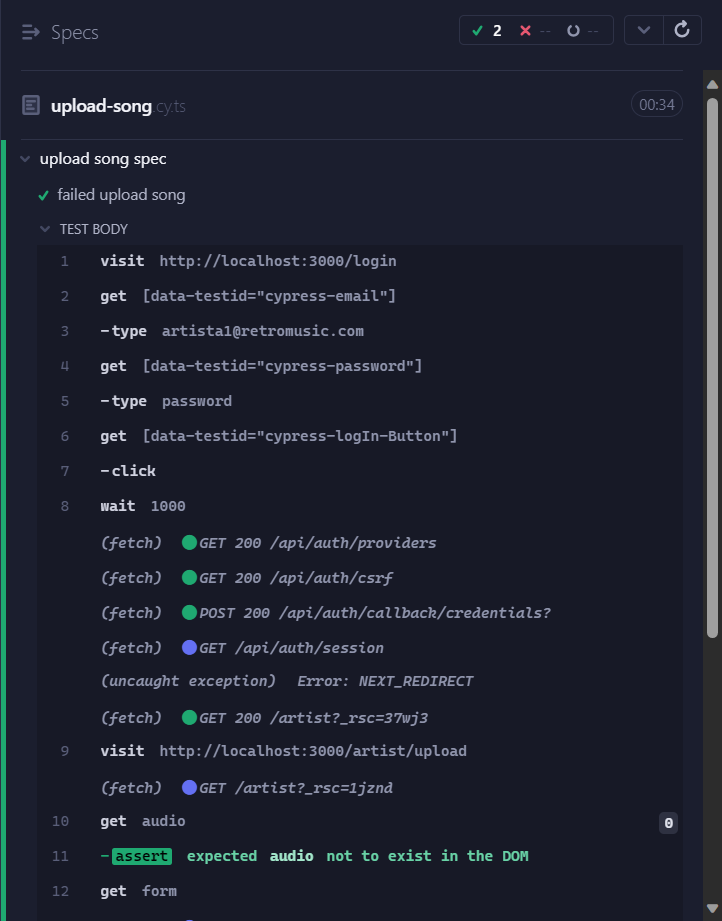 Specs
2 -- --
upload-song.cy.ts
00:34
upload song spec
failed upload song
TEST BODY
1 visit http://localhost:3000/login
2 get [data-testid="cypress-email"]
3 -type artista1@retromusic.com
4 get [data-testid="cypress-password"]
5 -type password
6 get [data-testid="cypress-logIn-Button"]
7 -click
8 wait 1000
(fetch) GET 200 /api/auth/providers
(fetch) GET 200 /api/auth/csrf
(fetch) POST 200 /api/auth/callback/credentials?
(fetch) GET /api/auth/session
(uncaught exception) Error: NEXT_REDIRECT
(fetch) GET 200 /artist?_rsc=37wj3
9 visit http://localhost:3000/artist/upload
(fetch) GET /artist?_rsc=1jznd
10 get audio 0
11 -assert expected audio not to exist in the DOM
12 get form